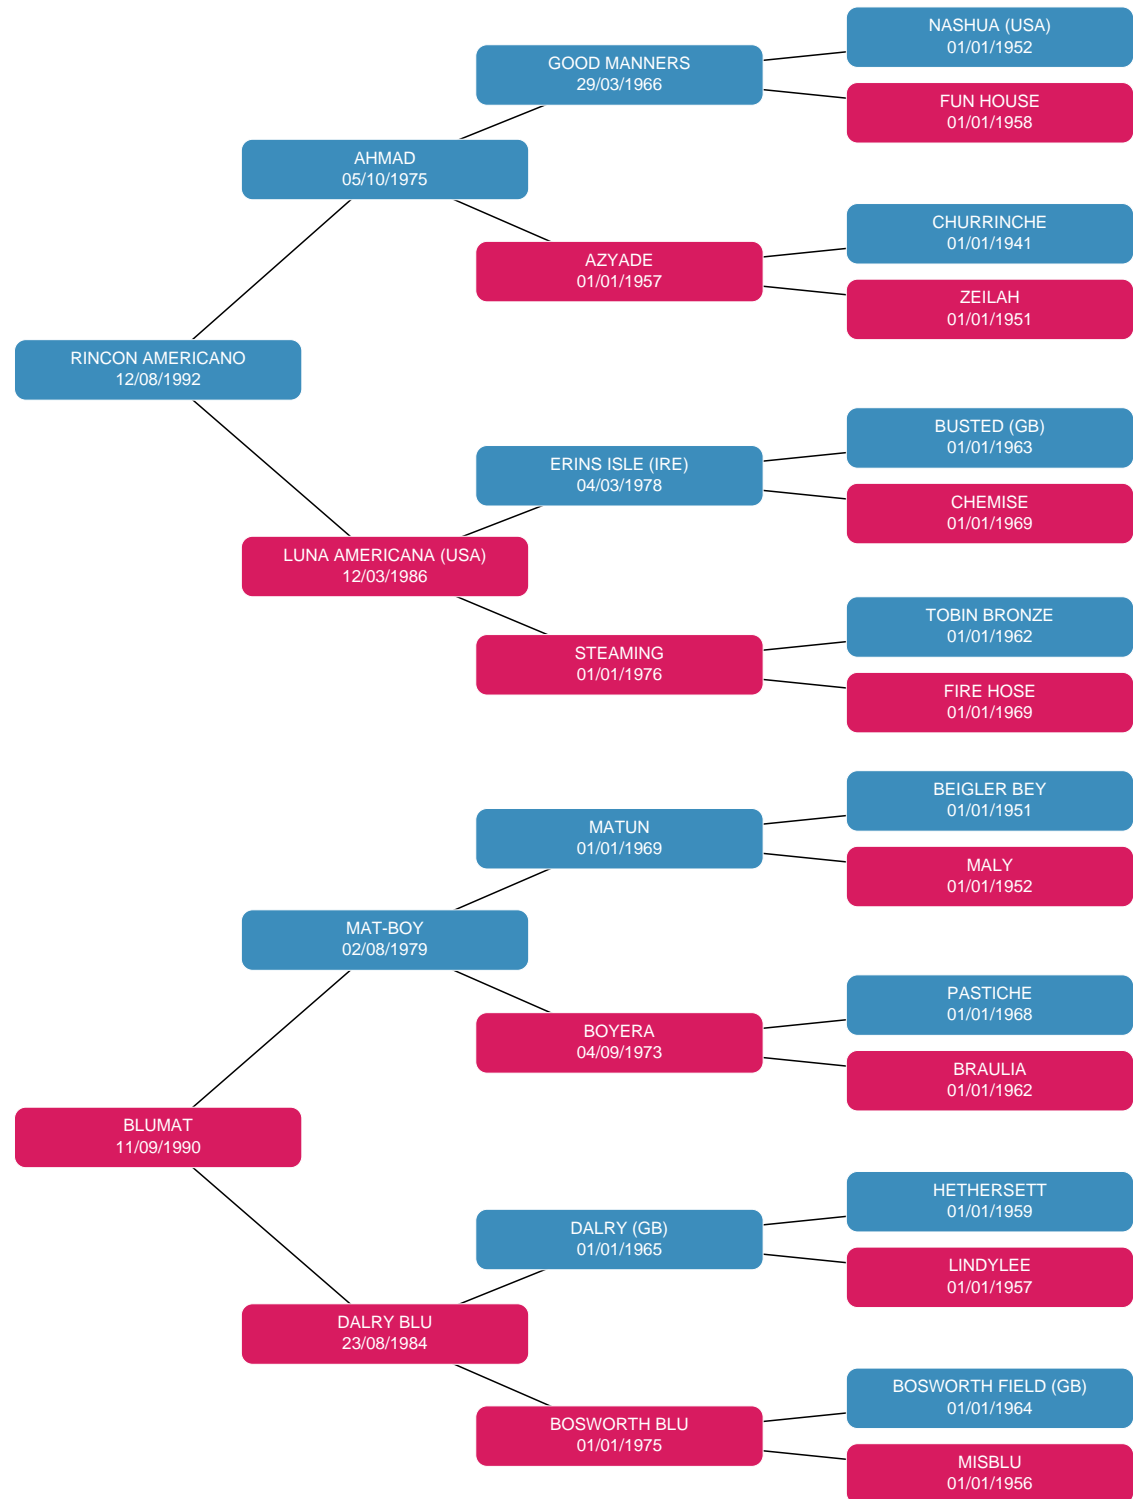 NASHUA (USA)
01/01/1952
GOOD MANNERS
29/03/1966
FUN HOUSE
01/01/1958
AHMAD
05/10/1975
CHURRINCHE
01/01/1941
AZYADE
01/01/1957
ZEILAH
01/01/1951
RINCON AMERICANO
12/08/1992
BUSTED (GB)
01/01/1963
ERINS ISLE (IRE)
04/03/1978
CHEMISE
01/01/1969
LUNA AMERICANA (USA)
12/03/1986
TOBIN BRONZE
01/01/1962
STEAMING
01/01/1976
FIRE HOSE
01/01/1969
BEIGLER BEY
01/01/1951
MATUN
01/01/1969
MALY
01/01/1952
MAT-BOY
02/08/1979
PASTICHE
01/01/1968
BOYERA
04/09/1973
BRAULIA
01/01/1962
BLUMAT
11/09/1990
HETHERSETT
01/01/1959
DALRY (GB)
01/01/1965
LINDYLEE
01/01/1957
DALRY BLU
23/08/1984
BOSWORTH FIELD (GB)
01/01/1964
BOSWORTH BLU
01/01/1975
MISBLU
01/01/1956